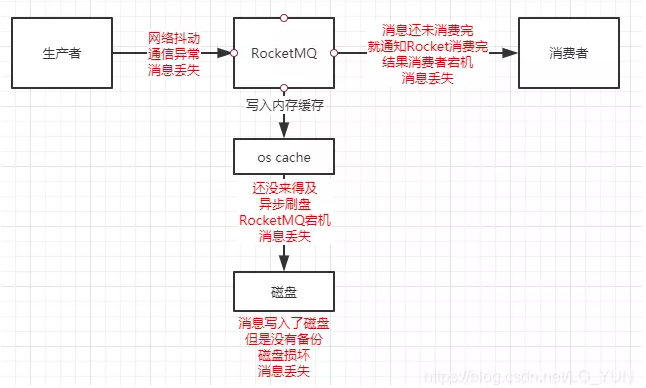 生产者
网络抖动
通信异常
消息丢失
RocketMQ
消息还未消费完
就通知Rocket消费完
结果消费者宕机
消息丢失
消费者
写入内存缓存
os cache
还没来得及
异步刷盘
RocketMQ宕机
消息丢失
磁盘
消息写入了磁盘
但是没有备份
磁盘损坏
消息丢失
https://blog.csdn.net/LO_YUN